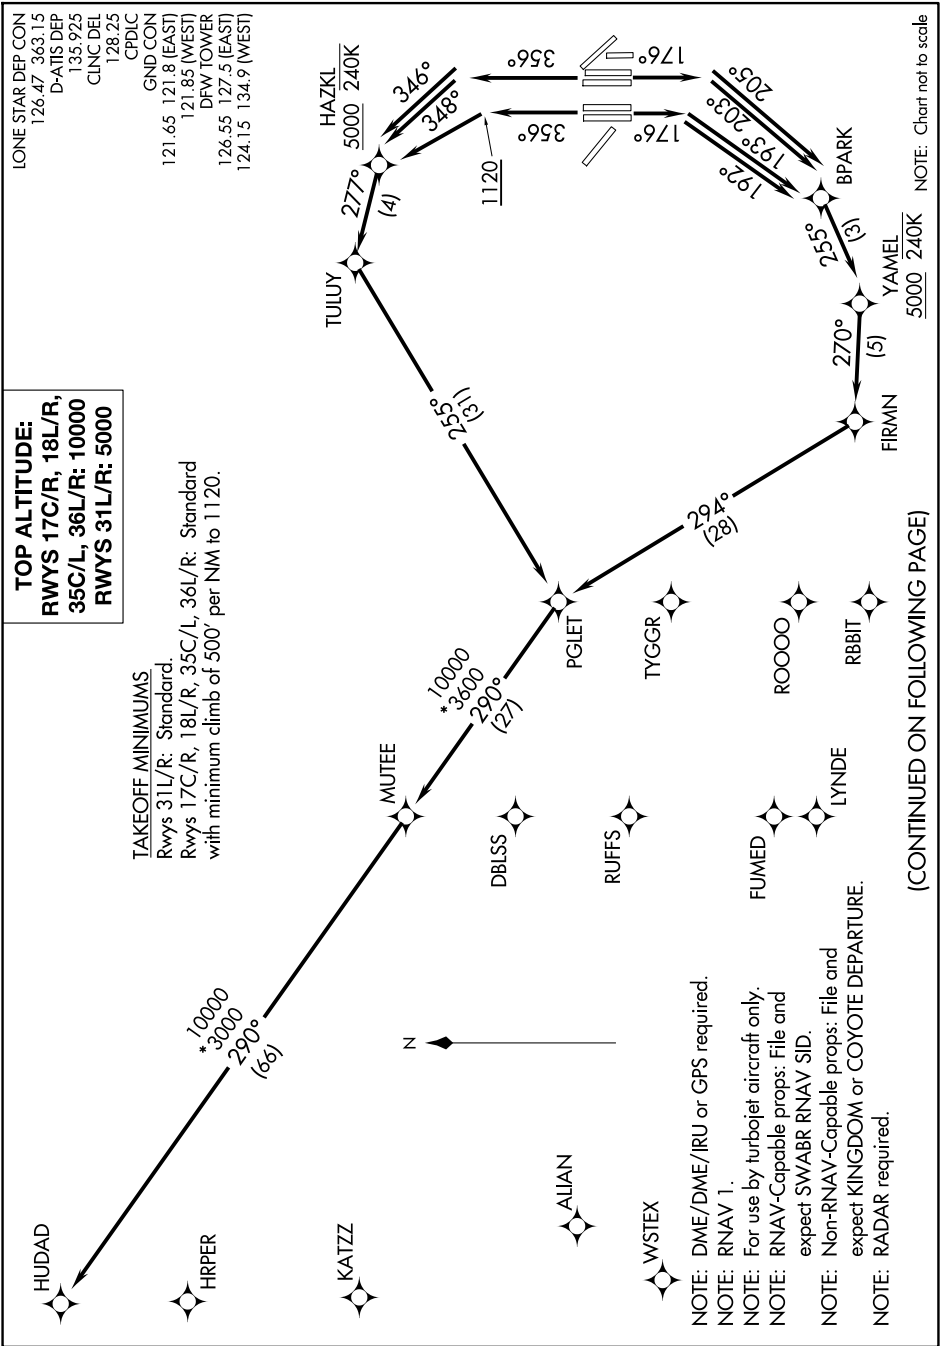 TOP ALTITUDE:
RWYS 17C/R, 18L/R,
35C/L, 36L/R: 10000
RWYS 31L/R: 5000
LONE STAR DEP CON
126.47 363.15
D-ATIS DEP
135.925
CLNC DEL
128.25
CPDLC
GND CON
121.65 121.8 (EAST)
121.85 (WEST)
DFW TOWER
126.55 127.5 (EAST)
124.15 134.9 (WEST)
TAKEOFF MINIMUMS
Rwys 31L/R: Standard.
Rwys 17C/R, 18L/R, 35C/L, 36L/R: Standard
with minimum climb of 500' per NM to 1120.
HUDAD
HRPER
KATZZ
ALIAN
WSTEX
10000
*3000
290°
(66)
N
MUTEE
DBLSS
RUFFS
FUMED
LYNDE
10000
*3600
290°
(27)
PGLET
TYGGR
ROOOO
RBBIT
255°
(31)
294°
(28)
TULUY
277°
(4)
HAZKL
5000 240K
346°
348°
1120
356°
356°
176°
176°
205°
203°
193°
192°
BPARK
255°
(3)
YAMEL
5000 240K
270°
(5)
FIRMN
NOTE: DME/DME/IRU or GPS required.
NOTE: RNAV 1.
NOTE: For use by turbojet aircraft only.
NOTE: RNAV-Capable props: File and
expect SWABR RNAV SID.
NOTE: Non-RNAV-Capable props: File and
expect KINGDOM or COYOTE DEPARTURE.
NOTE: RADAR required.
NOTE: Chart not to scale
(CONTINUED ON FOLLOWING PAGE)